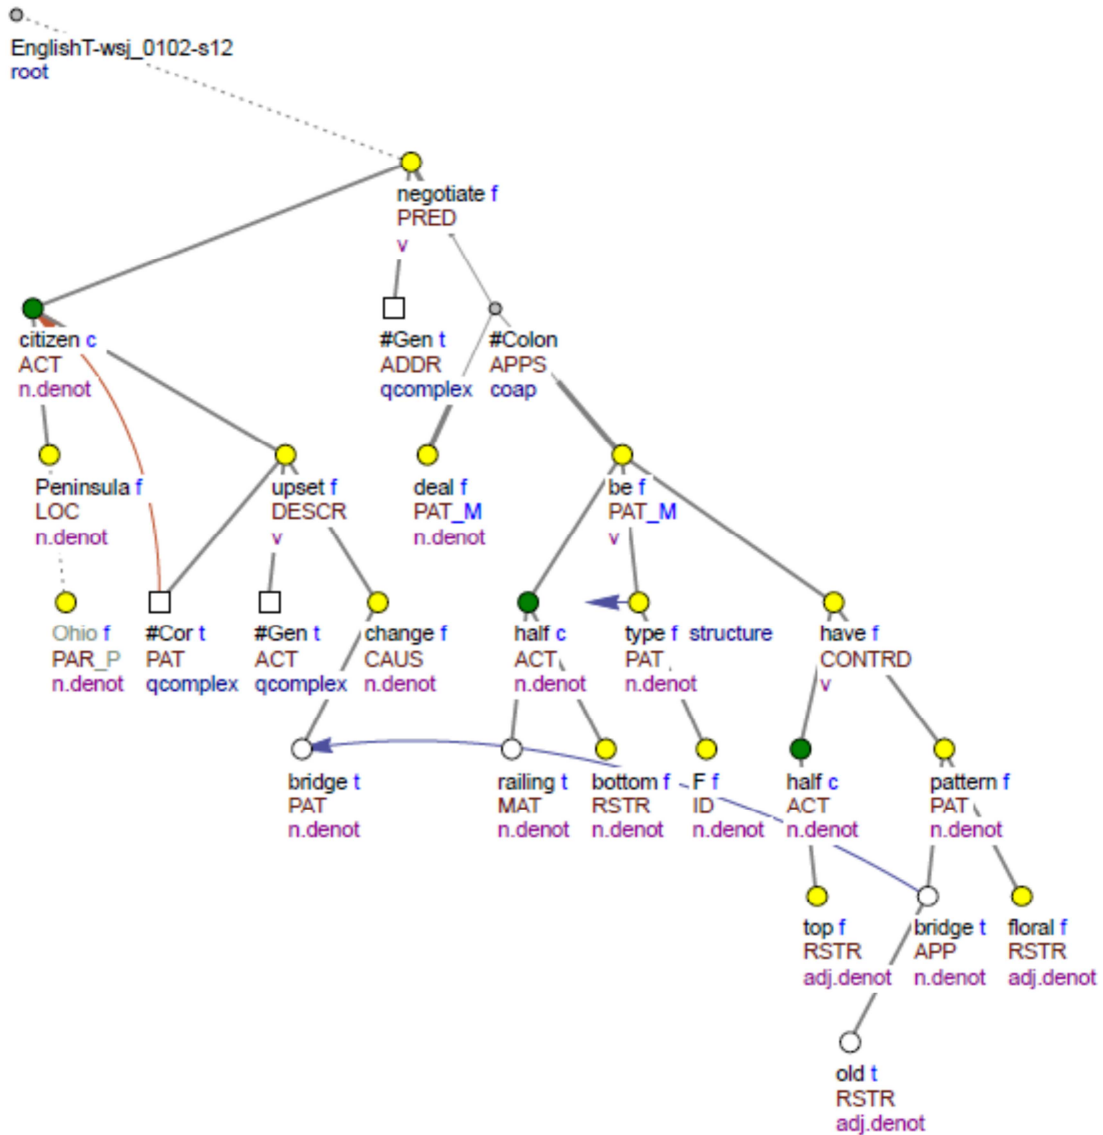 EnglishT-wsj_0102-s12
root
negotiate f
PRED
v
citizen c
ACT
n.denot
#Gen t
ADDR
qcomplex
#Colon
APPS
coap
Peninsula f
LOC
n.denot
upset f
DESCR
v
deal f
PAT_M
n.denot
be f
PAT_M
v
Ohio f
PAR_P
n.denot
#Cor t
PAT
qcomplex
#Gen t
ACT
qcomplex
change f
CAUS
n.denot
half c
ACT
n.denot
type f structure
PAT
n.denot
have f
CONTRD
v
bridge t
PAT
n.denot
railing t
MAT
n.denot
bottom f
RSTR
n.denot
F f
ID
n.denot
half c
ACT
n.denot
pattern f
PAT
n.denot
top f
RSTR
adj.denot
bridge t
APP
n.denot
floral f
RSTR
adj.denot
old t
RSTR
adj.denot